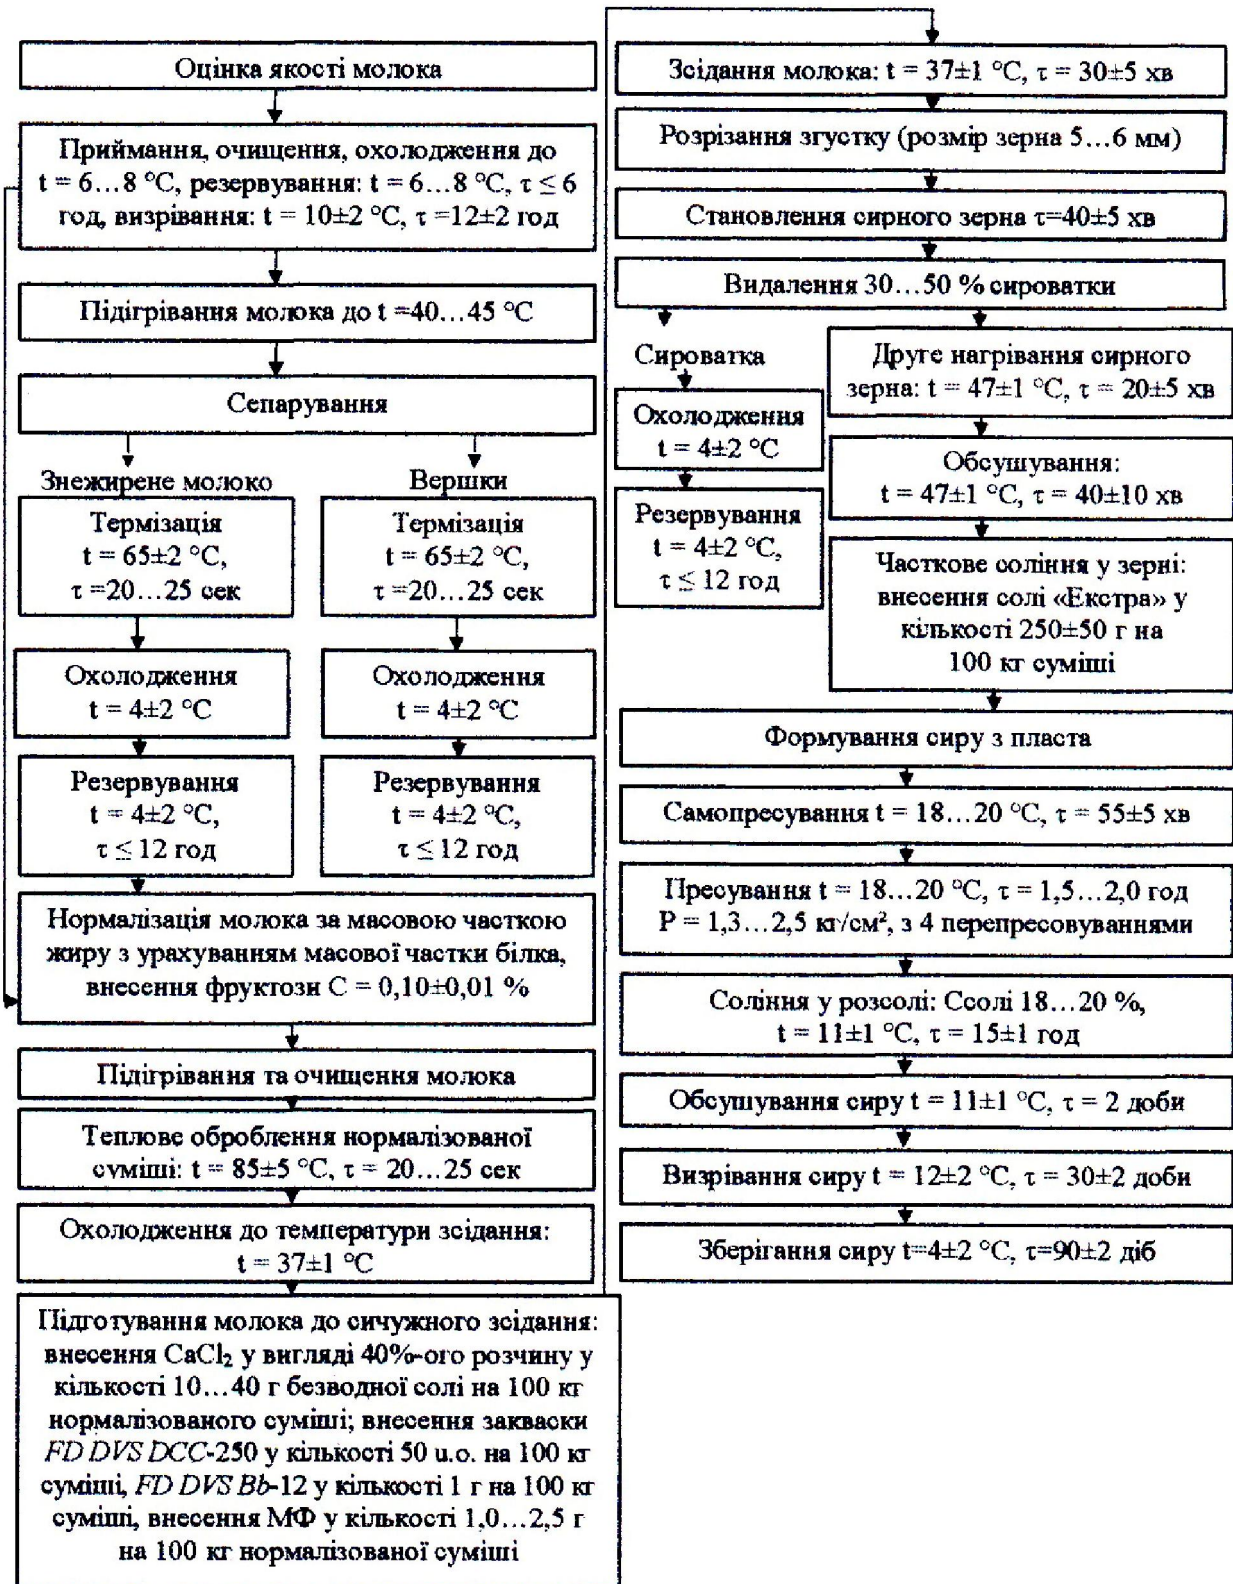 Оцінка якості молока
Приймання, очищення, охолодження до
t = 6…8 °C, резервування: t = 6…8 °C, τ ≤ 6
год, визрівання: t = 10±2 °C, τ =12±2 год
Підігрівання молока до t =40…45 °C
Сепарування
Знежирене молоко
Термізація
t = 65±2 °C,
τ =20…25 сек
Охолодження
t = 4±2 °C
Резервування
t = 4±2 °C,
τ ≤ 12 год
Вершки
Термізація
t = 65±2 °C,
τ =20…25 сек
Охолодження
t = 4±2 °C
Резервування
t = 4±2 °C,
τ ≤ 12 год
Нормалізація молока за масовою часткою
жиру з урахуванням масової частки білка,
внесення фруктози C = 0,10±0,01 %
Підігрівання та очищення молока
Теплове оброблення нормалізованої
суміші: t = 85±5 °C, τ = 20…25 сек
Охолодження до температури зсідання:
t = 37±1 °C
Підготування молока до сичужного зсідання:
внесення CaCl₂ у вигляді 40%-ого розчину у
кількості 10…40 г безводної солі на 100 кг
нормалізованого суміші; внесення закваски
FD DVS DCC-250 у кількості 50 u.o. на 100 кг
суміші, FD DVS Bb-12 у кількості 1 г на 100 кг
суміші, внесення МФ у кількості 1,0…2,5 г
на 100 кг нормалізованої суміші
Зсідання молока: t = 37±1 °C, τ = 30±5 хв
Розрізання згустку (розмір зерна 5…6 мм)
Становлення сирного зерна τ=40±5 хв
Видалення 30…50 % сироватки
Сироватка
Охолодження
t = 4±2 °C
Резервування
t = 4±2 °C,
τ ≤ 12 год
Друге нагрівання сирного
зерна: t = 47±1 °C, τ = 20±5 хв
Обсушування:
t = 47±1 °C, τ = 40±10 хв
Часткове соління у зерні:
внесення солі «Екстра» у
кількості 250±50 г на
100 кг суміші
Формування сиру з пласта
Самопресування t = 18…20 °C, τ = 55±5 хв
Пресування t = 18…20 °C, τ = 1,5…2,0 год
P = 1,3…2,5 кг/см², з 4 перепресовуваннями
Соління у розсолі: Cсолі 18…20 %,
t = 11±1 °C, τ = 15±1 год
Обсушування сиру t = 11±1 °C, τ = 2 доби
Визрівання сиру t = 12±2 °C, τ = 30±2 доби
Зберігання сиру t=4±2 °C, τ=90±2 діб